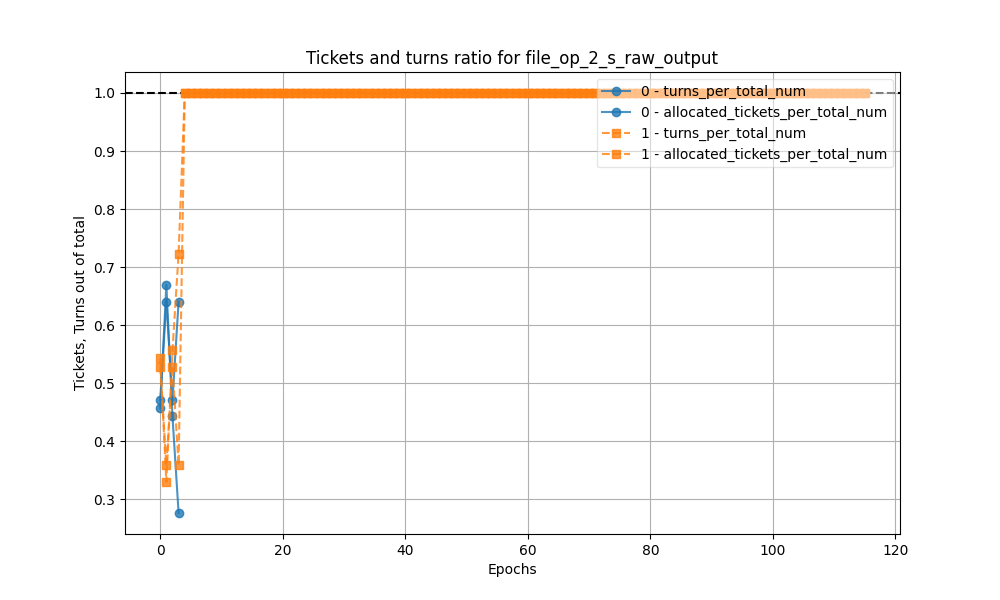 Tickets and turns ratio for file_op_2_s_raw_output
Tickets, Turns out of total
1.0
0.9
0.8
0.7
0.6
0.5
0.4
0.3
0 - turns_per_total_num
0 - allocated_tickets_per_total_num
1 - turns_per_total_num
1 - allocated_tickets_per_total_num
0 20 40 60 80 100 120
Epochs